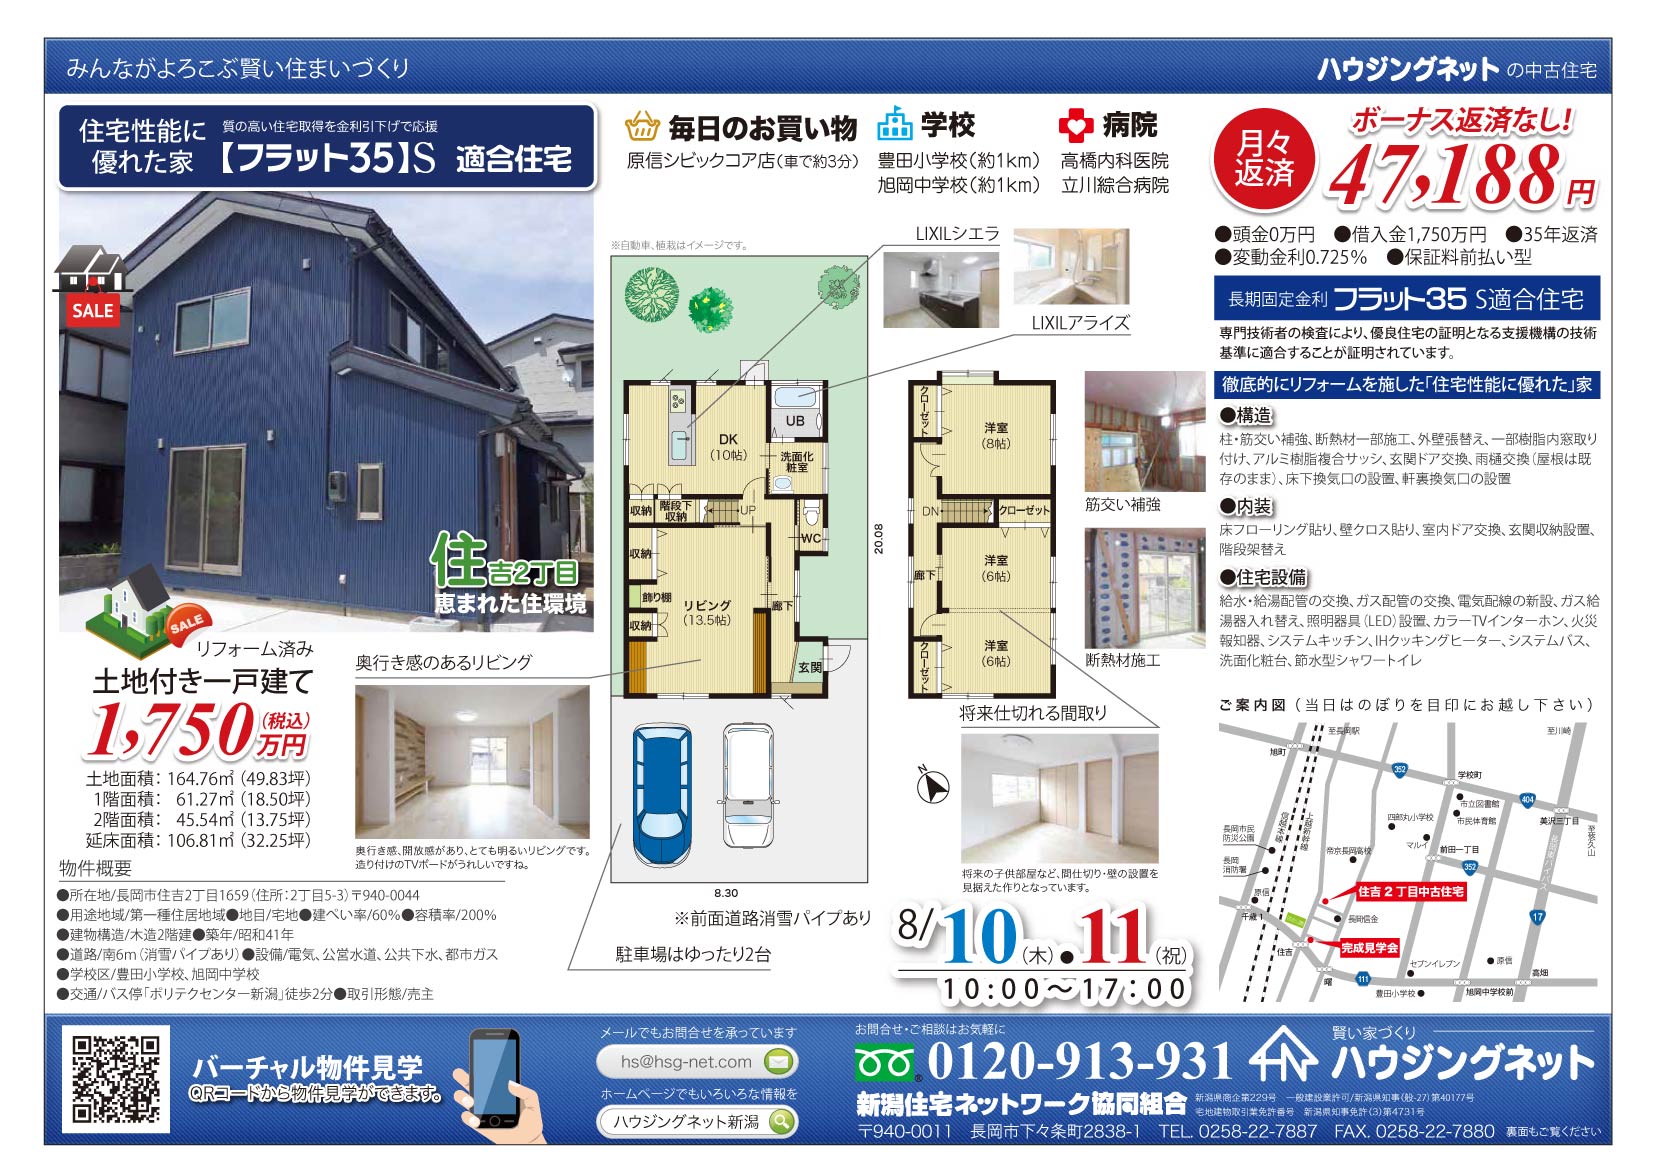 みんながよろこぶ賢い住まいづくり
ハウジングネットの中古住宅
住宅性能に
優れた家
質の高い住宅取得を金利引下げで応援
【フラット35】S 適合住宅
SALE
住吉2丁目
恵まれた住環境
SALE
リフォーム済み
土地付き一戸建て
1,750万円(税込)
土地面積: 164.76㎡(49.83坪)
1階面積: 61.27㎡(18.50坪)
2階面積: 45.54㎡(13.75坪)
延床面積: 106.81㎡(32.25坪)
物件概要
●所在地/長岡市住吉2丁目1659(住所:2丁目5-3)〒940-0044
●用途地域/第一種住居地域●地目/宅地●建ぺい率/60%●容積率/200%
●建物構造/木造2階建●築年/昭和41年
●道路/南6m(消雪パイプあり)●設備/電気、公営水道、公共下水、都市ガス
●学校区/豊田小学校、旭岡中学校
●交通/バス停「ポリテクセンター新潟」徒歩2分●取引形態/売主
奥行き感のあるリビング
奥行き感、開放感があり、とても明るいリビングです。
造り付けのTVボードがうれしいですね。
毎日のお買い物
原信シビックコア店(車で約3分)
学校
豊田小学校(約1km)
旭岡中学校(約1km)
病院
高橋内科医院
立川綜合病院
※自動車、植栽はイメージです。
LIXILシエラ
LIXILアライズ
DK
(10帖)
UB
洗面化
粧室
収納
階段下
収納
UP
WC
収納
飾り棚
収納
リビング
(13.5帖)
廊下
玄関
20.08
8.30
クローゼット
洋室
(8帖)
DN
クローゼット
廊下
洋室
(6帖)
クローゼット
洋室
(6帖)
筋交い補強
断熱材施工
将来仕切れる間取り
N
将来の子供部屋など、間仕切り・壁の設置を
見据えた作りとなっています。
※前面道路消雪パイプあり
駐車場はゆったり2台
8/10(木)●11(祝)
10:00〜17:00
月々
返済
ボーナス返済なし!
47,188円
●頭金0万円 ●借入金1,750万円 ●35年返済
●変動金利0.725% ●保証料前払い型
長期固定金利 フラット35 S適合住宅
専門技術者の検査により、優良住宅の証明となる支援機構の技術
基準に適合することが証明されています。
徹底的にリフォームを施した「住宅性能に優れた」家
●構造
柱・筋交い補強、断熱材一部施工、外壁張替え、一部樹脂内窓取り
付け、アルミ樹脂複合サッシ、玄関ドア交換、雨樋交換(屋根は既
存のまま)、床下換気口の設置、軒裏換気口の設置
●内装
床フローリング貼り、壁クロス貼り、室内ドア交換、玄関収納設置、
階段架替え
●住宅設備
給水・給湯配管の交換、ガス配管の交換、電気配線の新設、ガス給
湯器入れ替え、照明器具(LED)設置、カラーTVインターホン、火災
報知器、システムキッチン、IHクッキングヒーター、システムバス、
洗面化粧台、節水型シャワートイレ
ご案内図(当日はのぼりを目印にお越し下さい)
至長岡駅
至川崎
旭町
352
学校町
市立図書館
404
四郎丸小学校
市民体育館
美沢三丁目
長岡市民
防災公園
信越本線
上越新幹線
マルイ
前田一丁目
至悠久山
長岡
消防署
帝京長岡高校
352
長岡東バイパス
原信
住吉2丁目中古住宅
千歳1
長岡信金
17
完成見学会
住吉
セブンイレブン
原信
曙
111
高畑
豊田小学校
旭岡中学校前
バーチャル物件見学
QRコードから物件見学ができます。
メールでもお問合せを承っています
hs@hsg-net.com
ホームページでもいろいろな情報を
ハウジングネット新潟
お問合せ・ご相談はお気軽に
0120-913-931
賢い家づくり
ハウジングネット
新潟住宅ネットワーク協同組合
新潟県商企第229号 一般建設業許可/新潟県知事(般-27)第40177号
宅地建物取引業免許番号 新潟県知事免許(3)第4731号
〒940-0011 長岡市下々条町2838-1 TEL. 0258-22-7887 FAX. 0258-22-7880 裏面もご覧ください